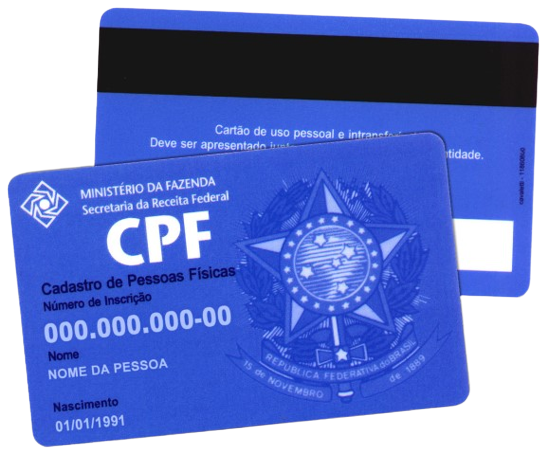 Cartão de uso pessoal e
Deve ser apresentado
MINISTÉRIO DA FAZENDA
Secretaria da Receita Federal
CPF
Cadastro de Pessoas Físicas
Número de Inscrição
000.000.000-00
Nome
NOME DA PESSOA
Nascimento
01/01/1991
REPÚBLICA FEDERATIVA do BRASIL
15 de NOVEMBRO de 1889